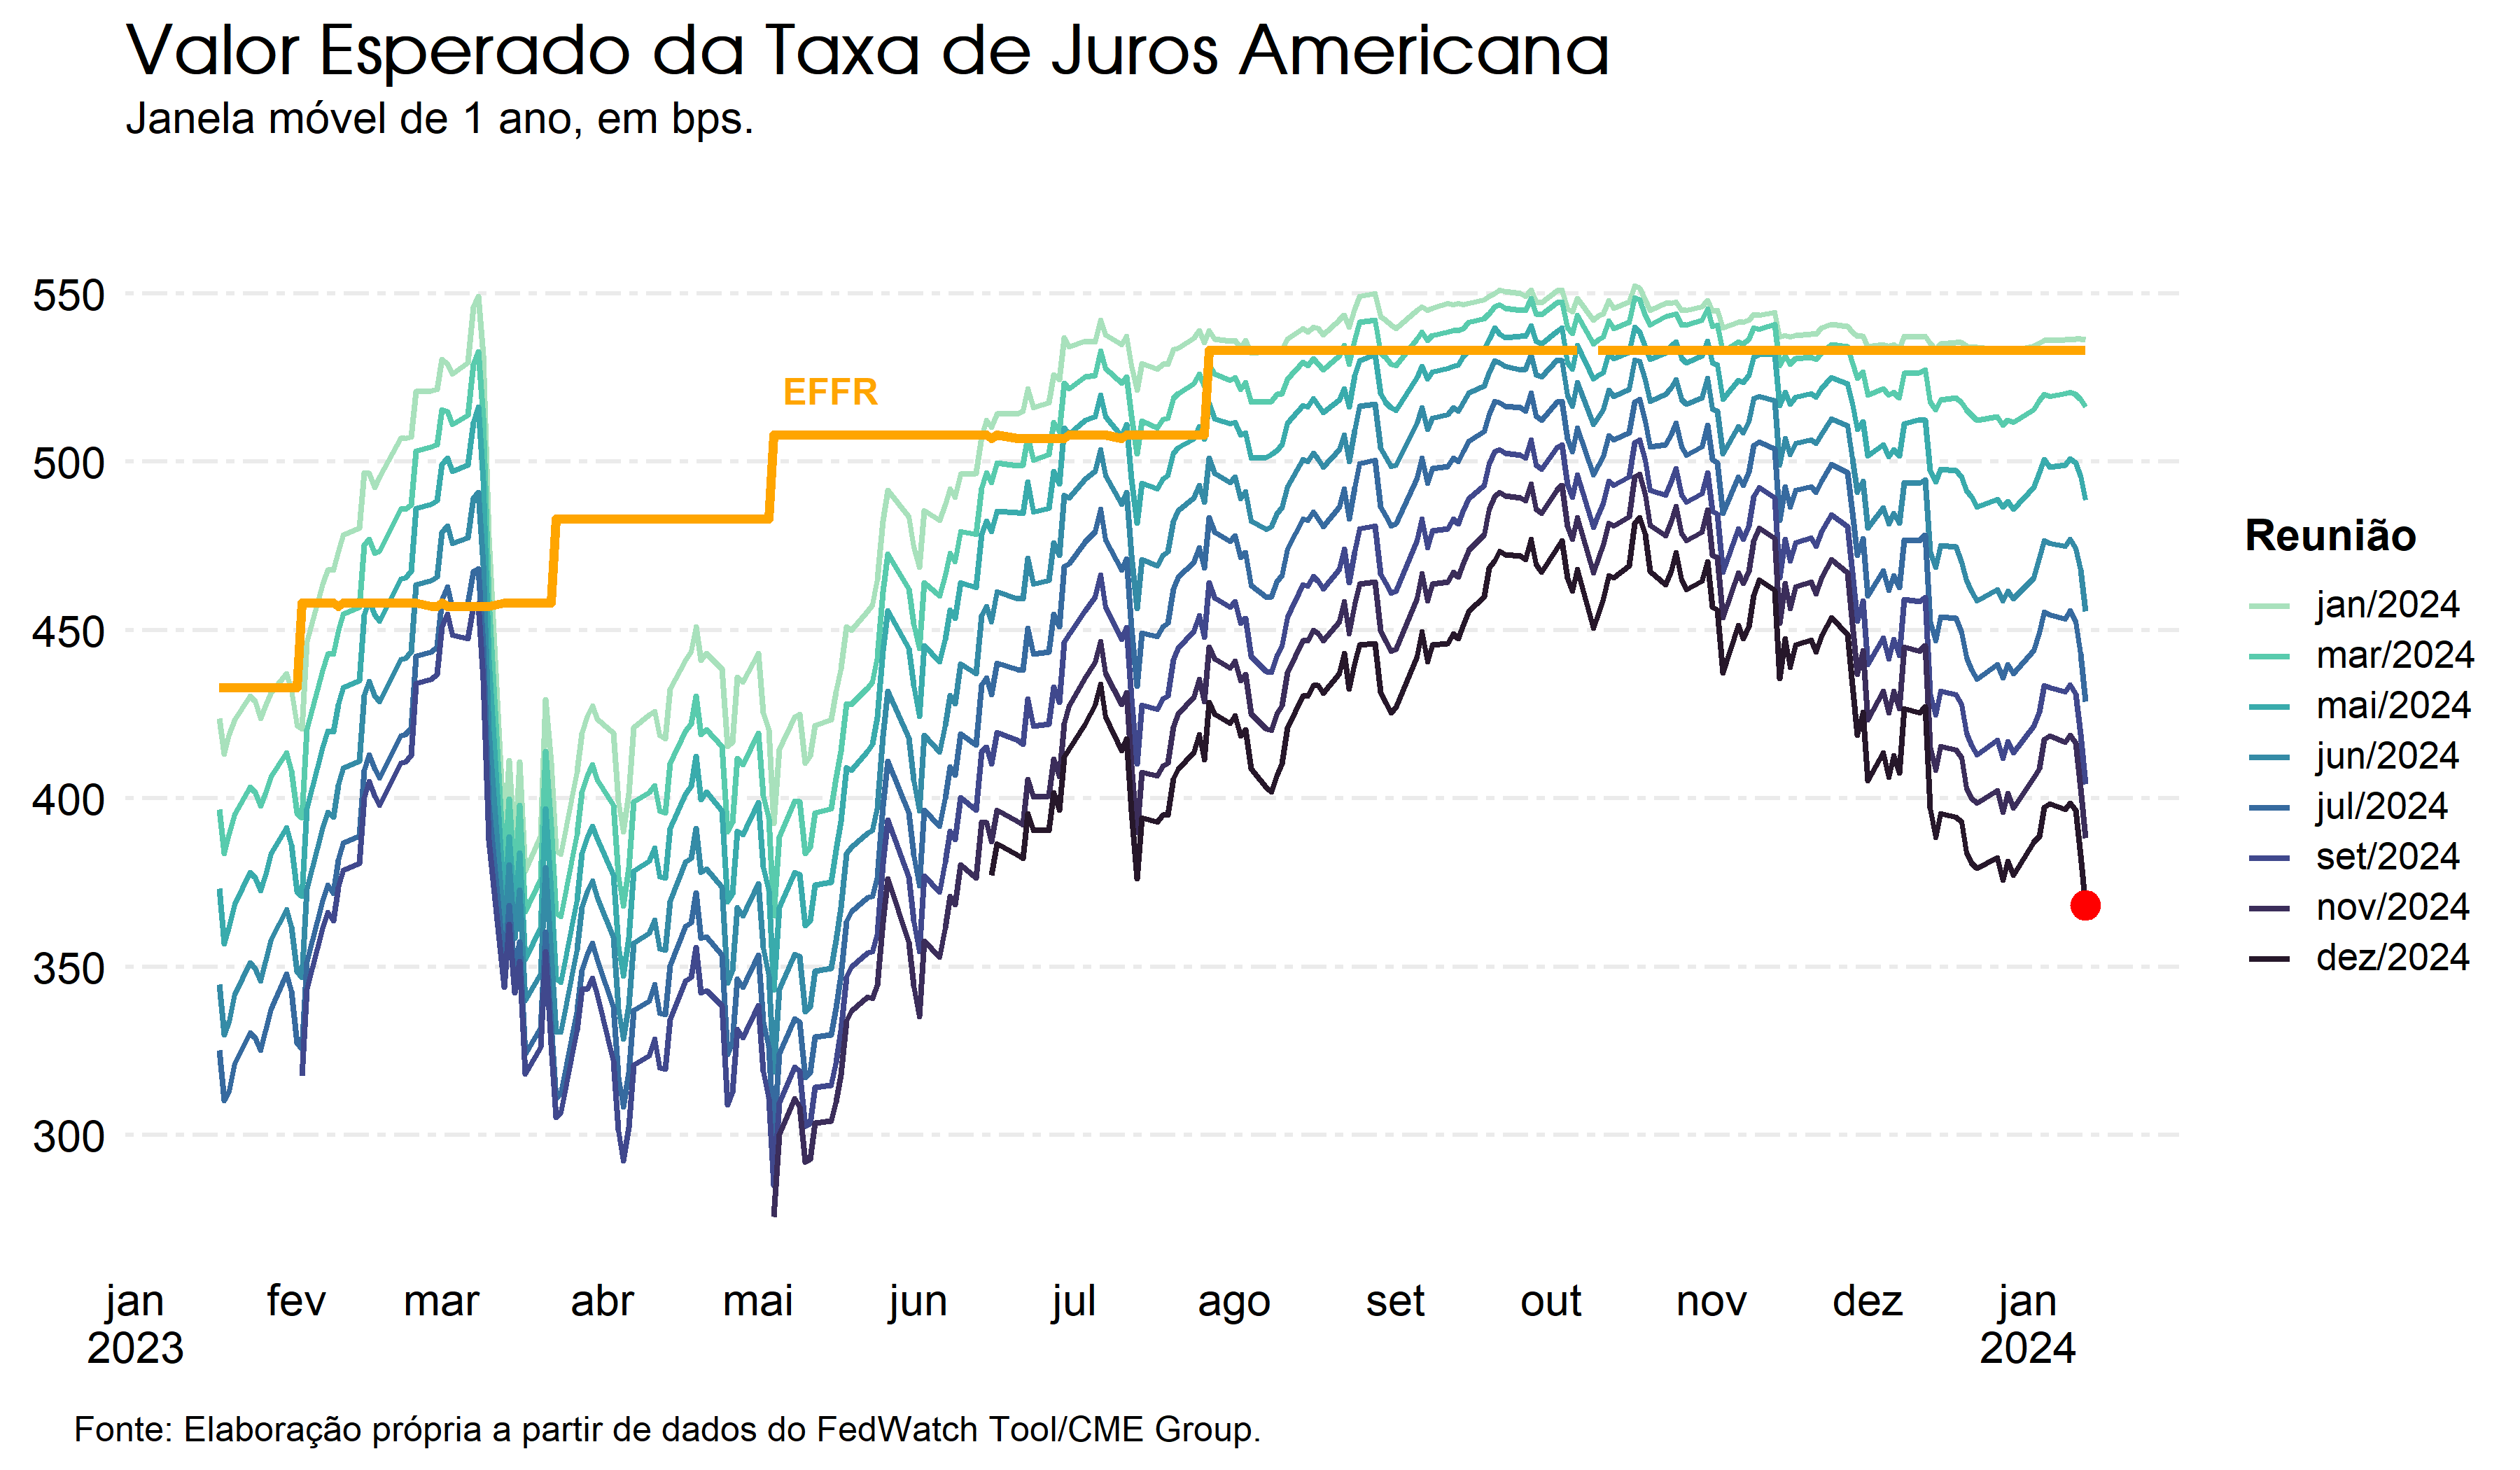 Valor Esperado da Taxa de Juros Americana
Janela móvel de 1 ano, em bps.
550
500
450
400
350
300
EFFR
Reunião
jan/2024
mar/2024
mai/2024
jun/2024
jul/2024
set/2024
nov/2024
dez/2024
jan fev mar abr mai jun jul ago set out nov dez jan
2023 2024
Fonte: Elaboração própria a partir de dados do FedWatch Tool/CME Group.